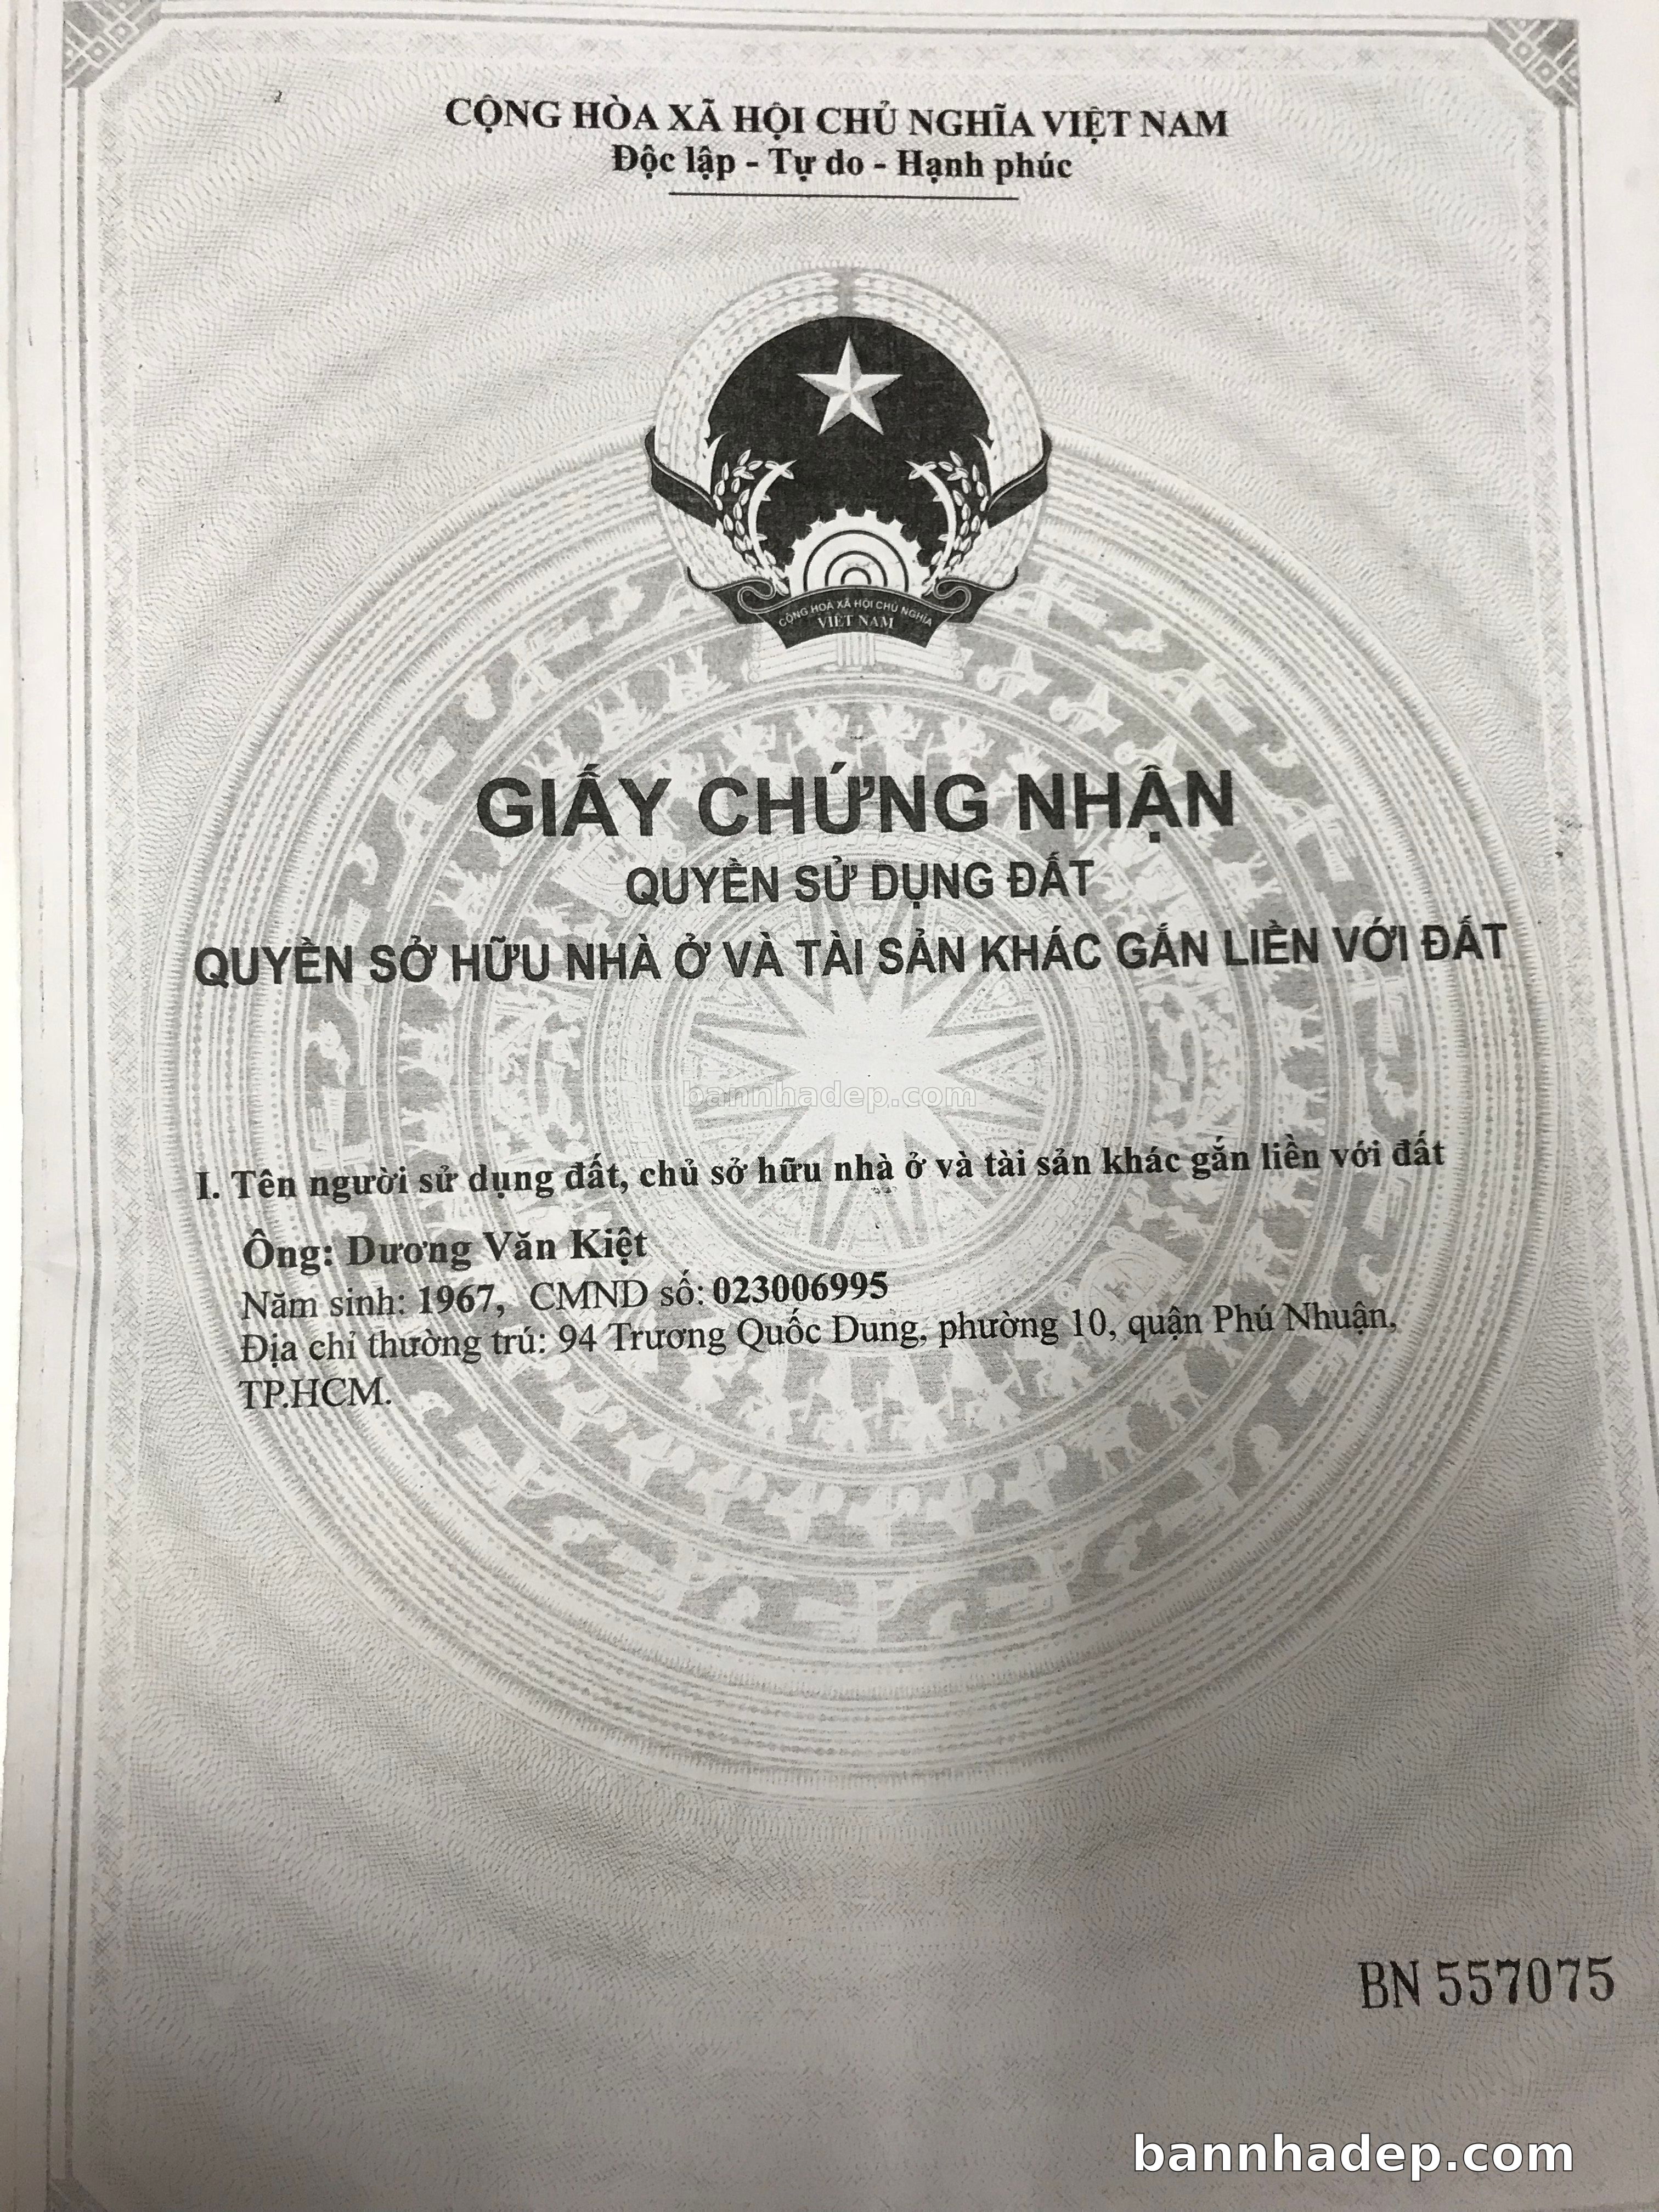 CỘNG HÒA XÃ HỘI CHỦ NGHĨA VIỆT NAM
Độc lập - Tự do - Hạnh phúc
CỘNG HOÀ XÃ HỘI CHỦ NGHĨA
VIỆT NAM
GIẤY CHỨNG NHẬN
QUYỀN SỬ DỤNG ĐẤT
QUYỀN SỞ HỮU NHÀ Ở VÀ TÀI SẢN KHÁC GẮN LIỀN VỚI ĐẤT
bannhadep.com
I. Tên người sử dụng đất, chủ sở hữu nhà ở và tài sản khác gắn liền với đất
Ông: Dương Văn Kiệt
Năm sinh: 1967, CMND số: 023006995
Địa chỉ thường trú: 94 Trương Quốc Dung, phường 10, quận Phú Nhuận,
TP.HCM.
BN 557075
bannhadep.com